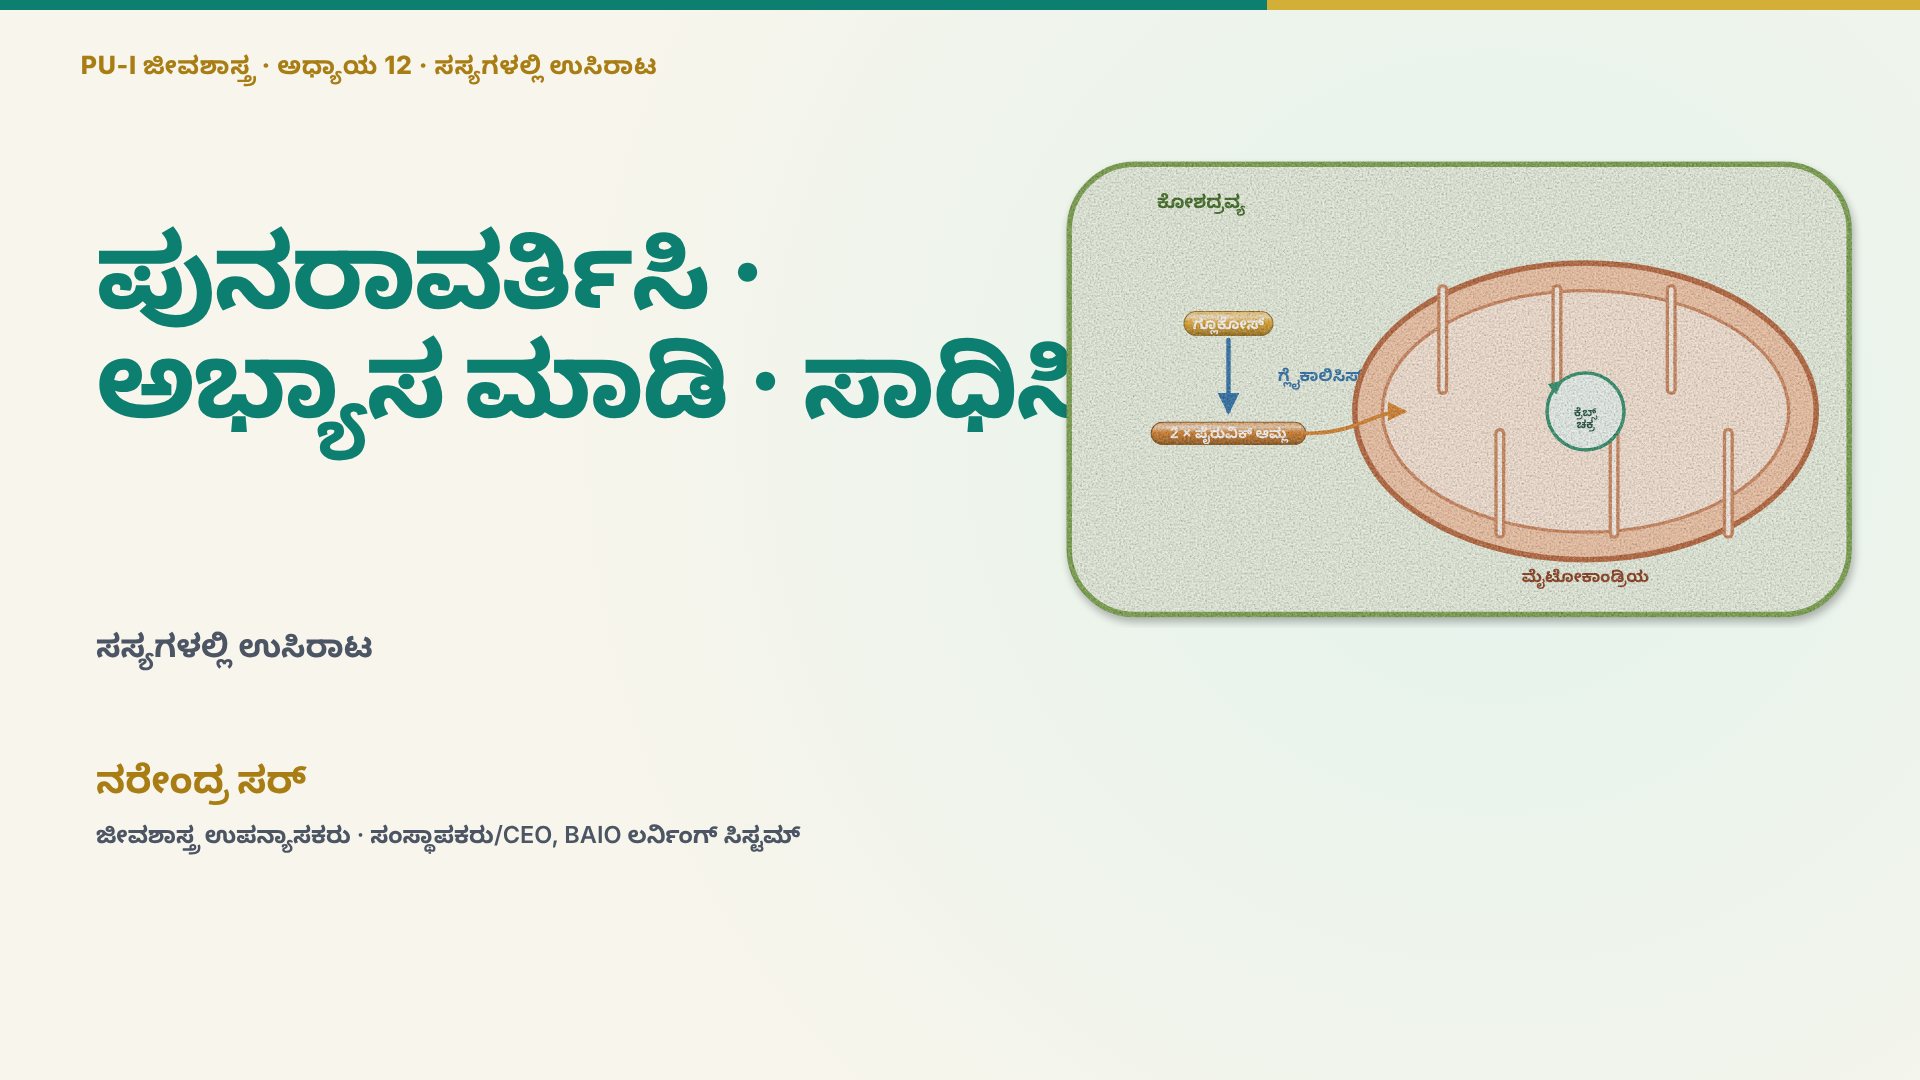 PU-I ಜೀವಶಾಸ್ತ್ರ · ಅಧ್ಯಾಯ 12 · ಸಸ್ಯಗಳಲ್ಲಿ ಉಸಿರಾಟ
ಪುನರಾವರ್ತಿಸಿ ·
ಅಭ್ಯಾಸ ಮಾಡಿ · ಸಾಧಿಸಿ
ಸಸ್ಯಗಳಲ್ಲಿ ಉಸಿರಾಟ
ನರೇಂದ್ರ ಸರ್
ಜೀವಶಾಸ್ತ್ರ ಉಪನ್ಯಾಸಕರು · ಸಂಸ್ಥಾಪಕರು/CEO, BAIO ಲರ್ನಿಂಗ್ ಸಿಸ್ಟಮ್
ಕೋಶದ್ರವ್ಯ
ಗ್ಲೂಕೋಸ್
ಗ್ಲೈಕಾಲಿಸಿಸ್
2 × ಪೈರುವಿಕ್ ಆಮ್ಲ
ಕ್ರೆಬ್ಸ್
ಚಕ್ರ
ಮೈಟೋಕಾಂಡ್ರಿಯ